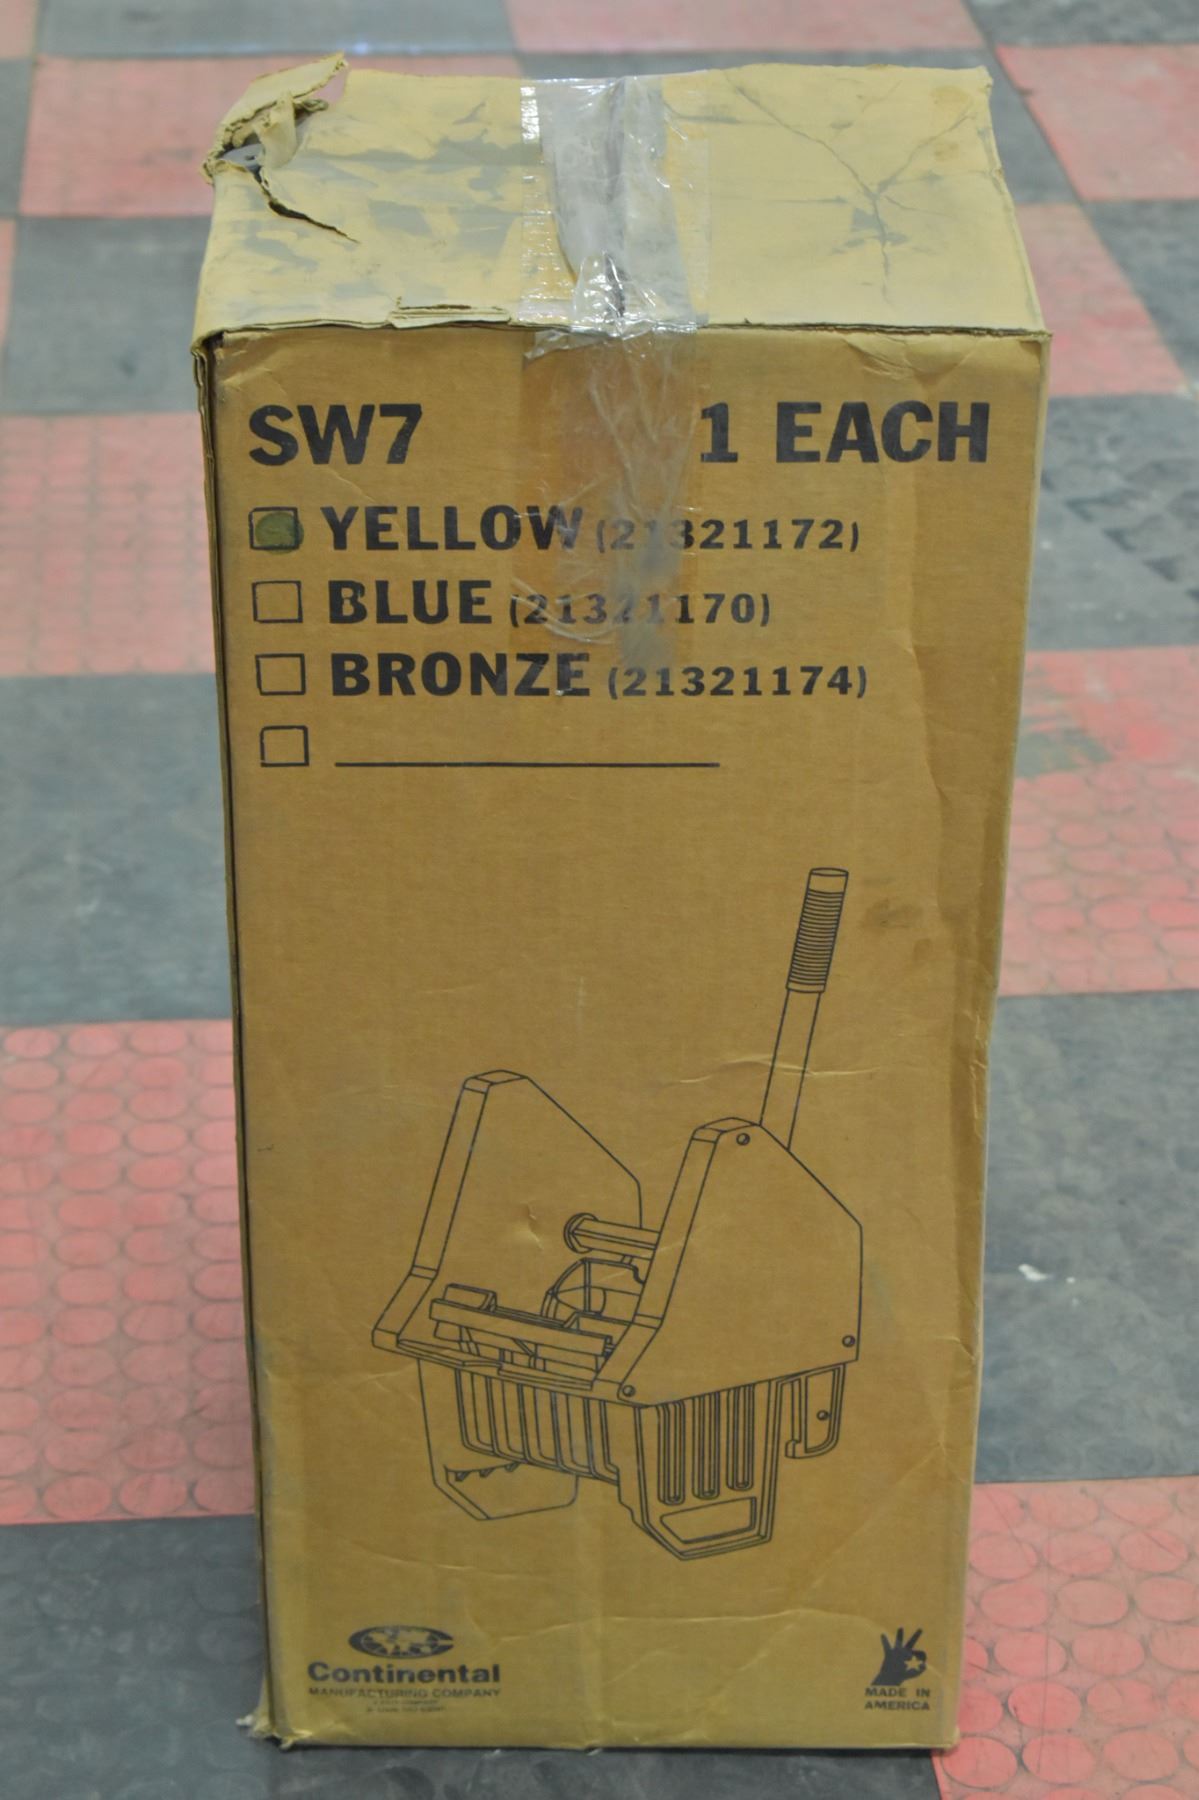 SW7 1 EACH
YELLOW (21321172)
BLUE (21321170)
BRONZE (21321174)
Continental
MANUFACTURING COMPANY
MADE IN
AMERICA